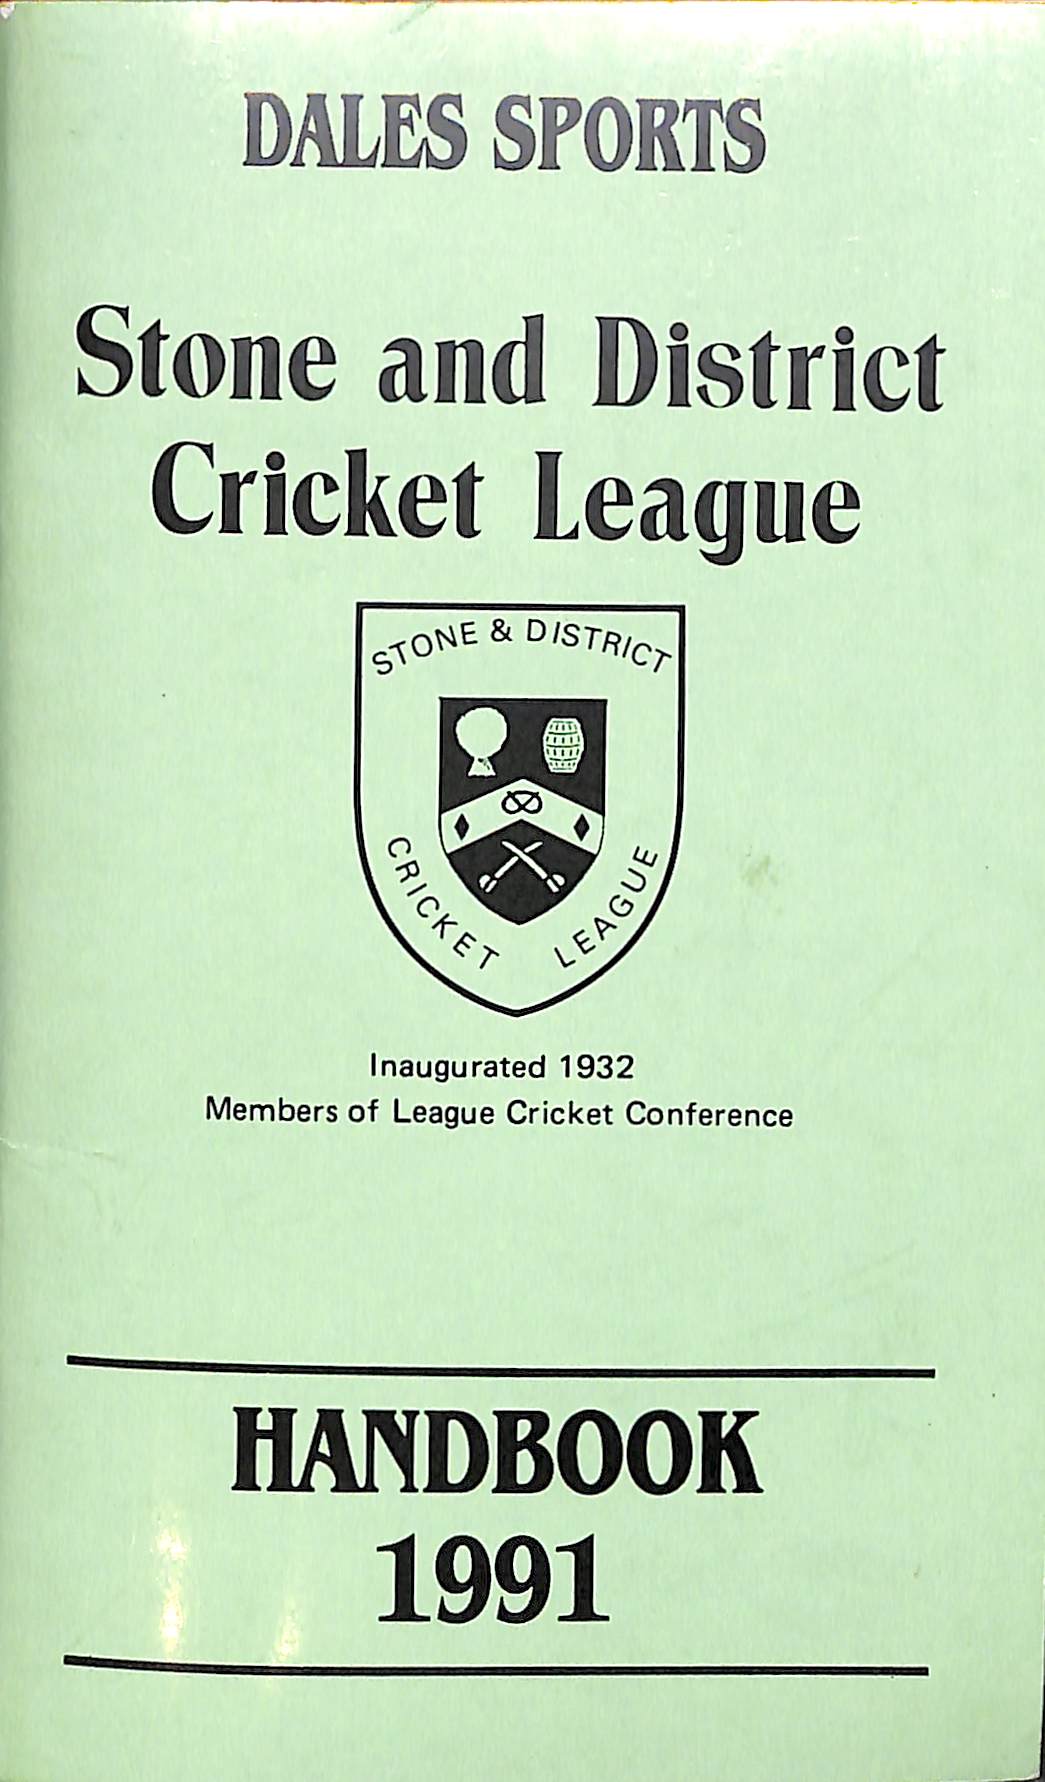 DALES SPORTS
Stone and District
Cricket League
STONE & DISTRICT
CRICKET LEAGUE
Inaugurated 1932
Members of League Cricket Conference
HANDBOOK
1991